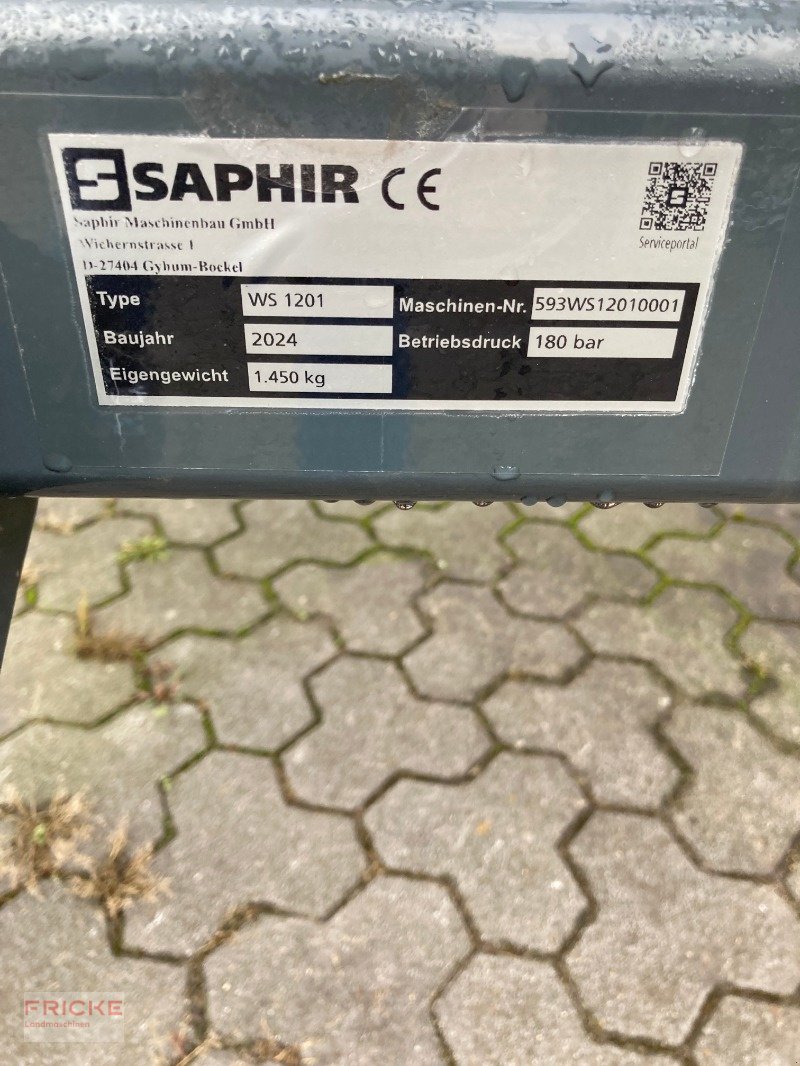 SAPHIR CE
Saphir Maschinenbau GmbH
Wichernstrasse 1
D-27404 Gyhum-Bockel
Serviceportal
Type WS 1201 Maschinen-Nr. 593WS12010001
Baujahr 2024 Betriebsdruck 180 bar
Eigengewicht 1.450 kg
FRICKE
Landmaschinen